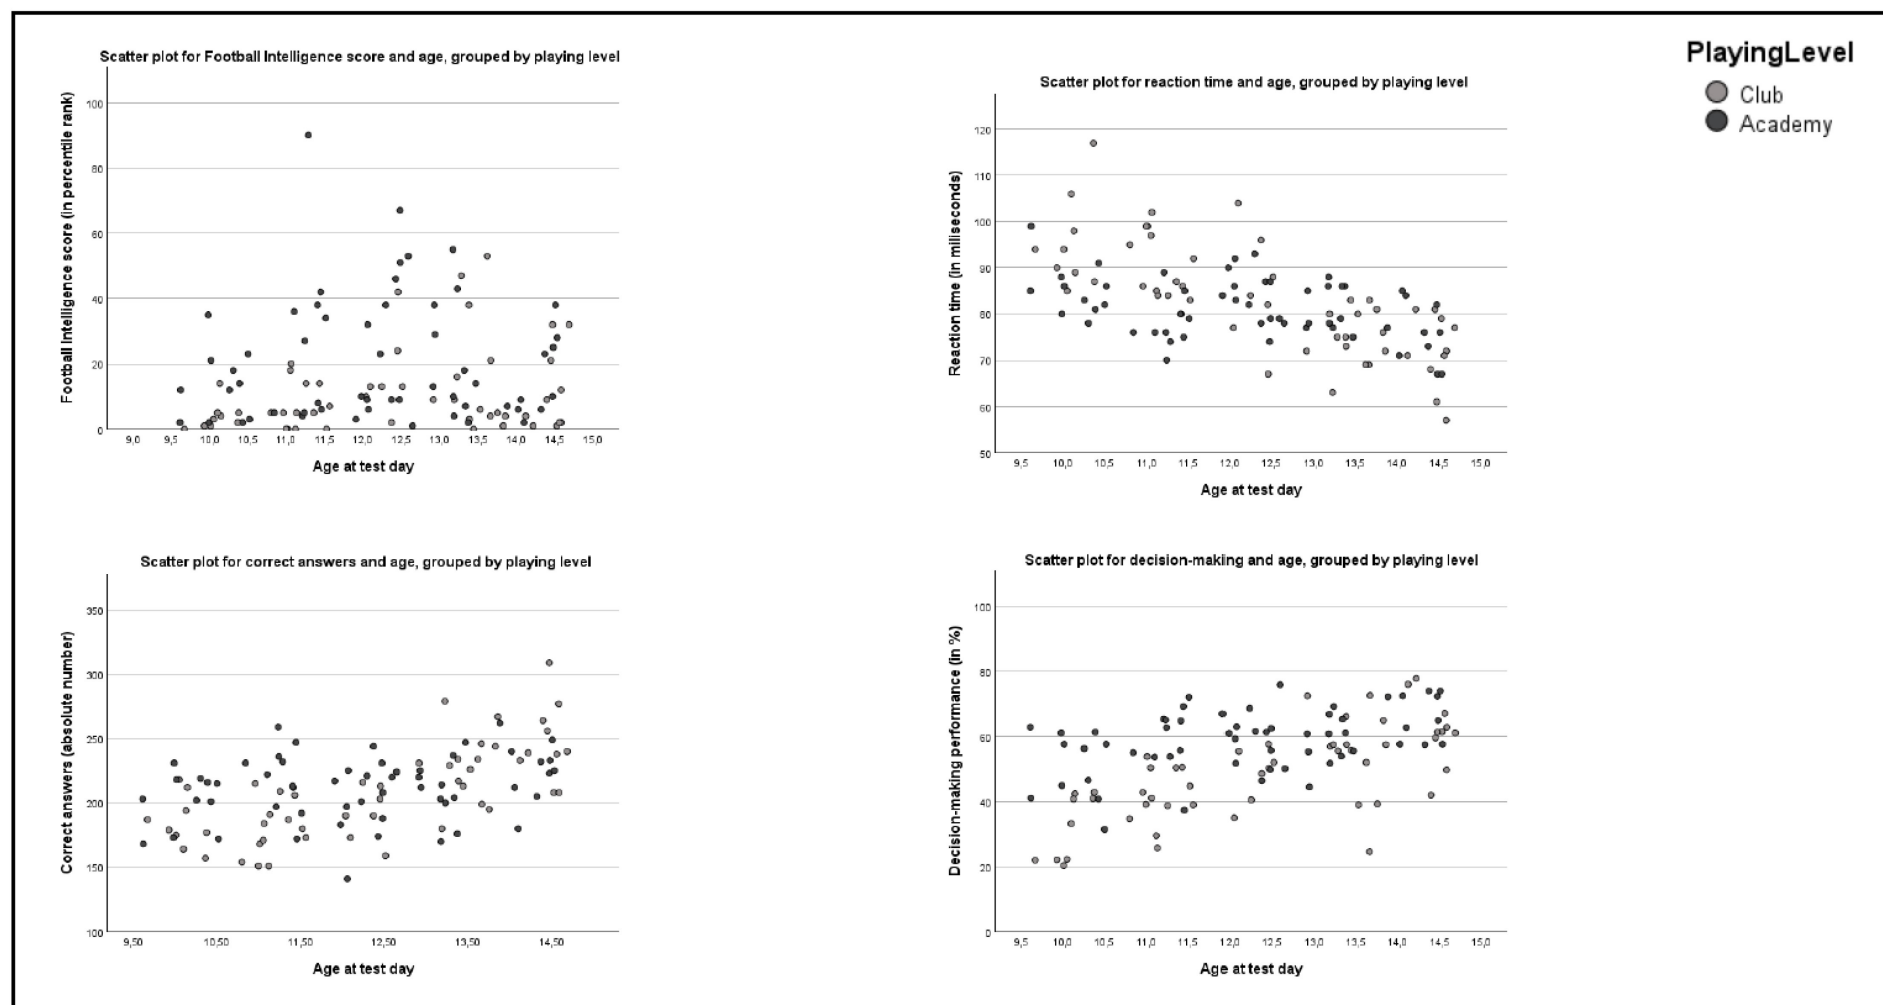 Scatter plot for Football Intelligence score and age, grouped by playing level
Football Intelligence score (in percentile rank)
100
80
60
40
20
0
9,0 9,5 10,0 10,5 11,0 11,5 12,0 12,5 13,0 13,5 14,0 14,5 15,0
Age at test day
Scatter plot for reaction time and age, grouped by playing level
Reaction time (in miliseconds)
120
110
100
90
80
70
60
50
9,5 10,0 10,5 11,0 11,5 12,0 12,5 13,0 13,5 14,0 14,5 15,0
Age at test day
PlayingLevel
Club
Academy
Scatter plot for correct answers and age, grouped by playing level
Correct answers (absolute number)
350
300
250
200
150
100
9,50 10,50 11,50 12,50 13,50 14,50
Age at test day
Scatter plot for decision-making and age, grouped by playing level
Decision-making performance (in %)
100
80
60
40
20
0
9,5 10,0 10,5 11,0 11,5 12,0 12,5 13,0 13,5 14,0 14,5 15,0
Age at test day